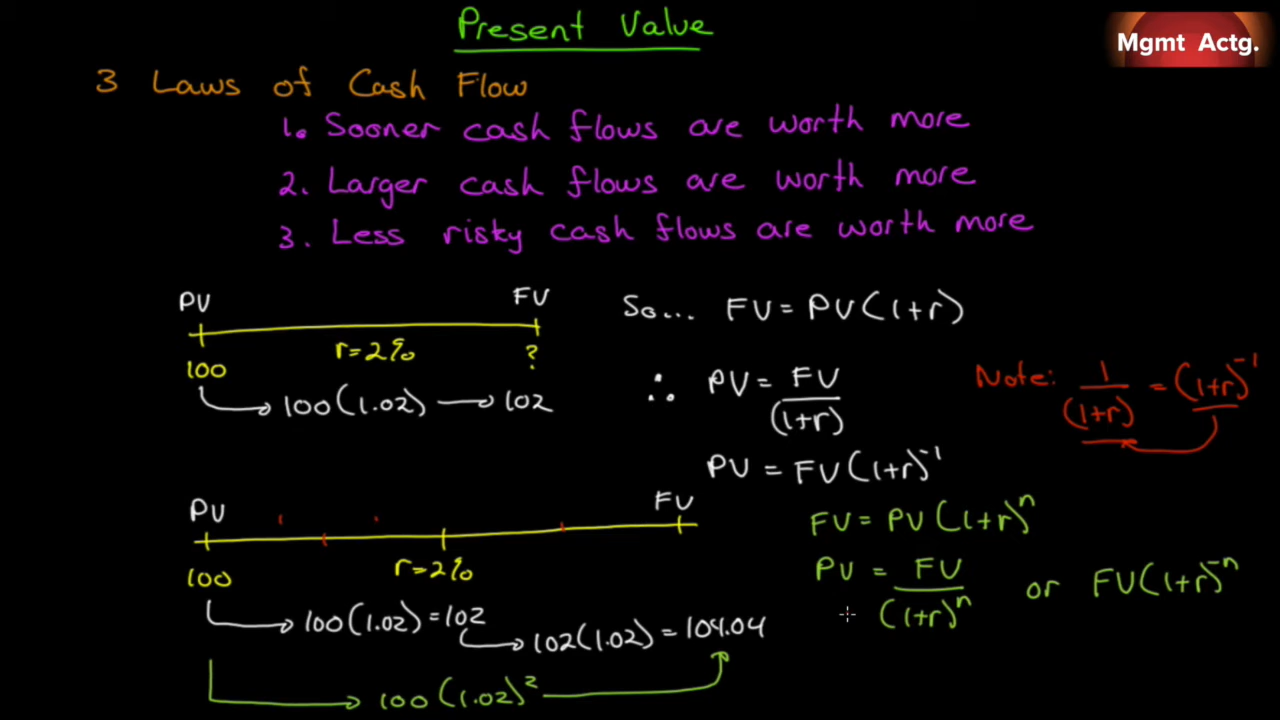 Present Value
Mgmt Actg.
3 Laws of Cash Flow
1. Sooner cash flows are worth more
2. Larger cash flows are worth more
3. Less risky cash flows are worth more
PV FV
r=2%
100 ?
100(1.02) 102
So... FV = PV(1+r)
∴ PV = FV/(1+r)
PV = FV(1+r)^-1
Note: 1/(1+r) = (1+r)^-1
PV FV
100 r=2%
100(1.02)=102
102(1.02)=104.04
100(1.02)^2
FV = PV(1+r)^n
PV = FV/(1+r)^n or FV(1+r)^-n